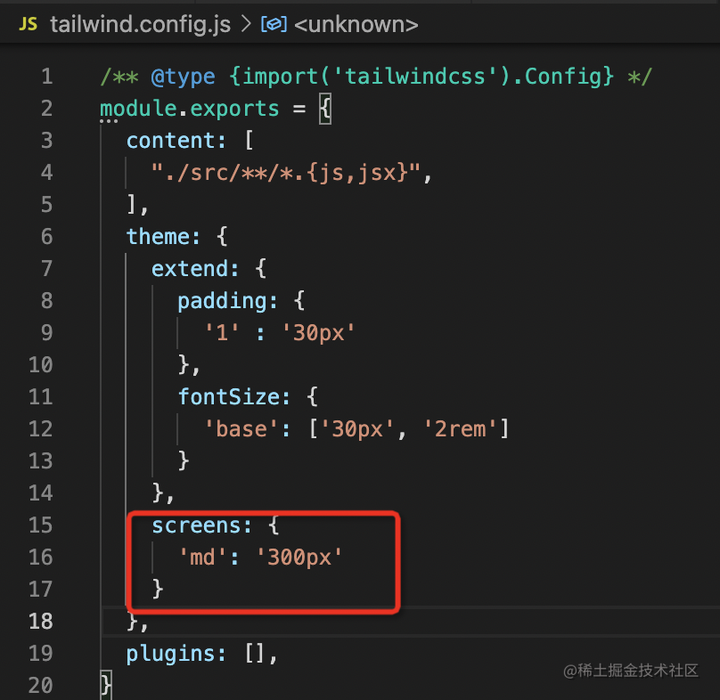 JS tailwind.config.js > <unknown>
1 /** @type {import('tailwindcss').Config} */
2 module.exports = {
3 content: [
4 "./src/**/*.{js,jsx}",
5 ],
6 theme: {
7 extend: {
8 padding: {
9 '1' : '30px'
10 },
11 fontSize: {
12 'base': ['30px', '2rem']
13 }
14 },
15 screens: {
16 'md': '300px'
17 }
18 },
19 plugins: [],
20 }
@稀土掘金技术社区